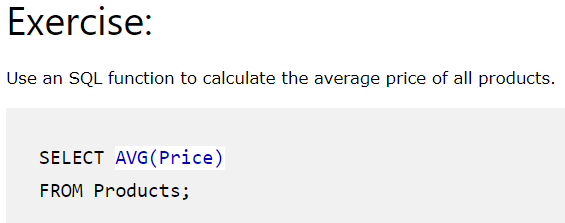 Exercise:
Use an SQL function to calculate the average price of all products.
SELECT AVG(Price)
FROM Products;